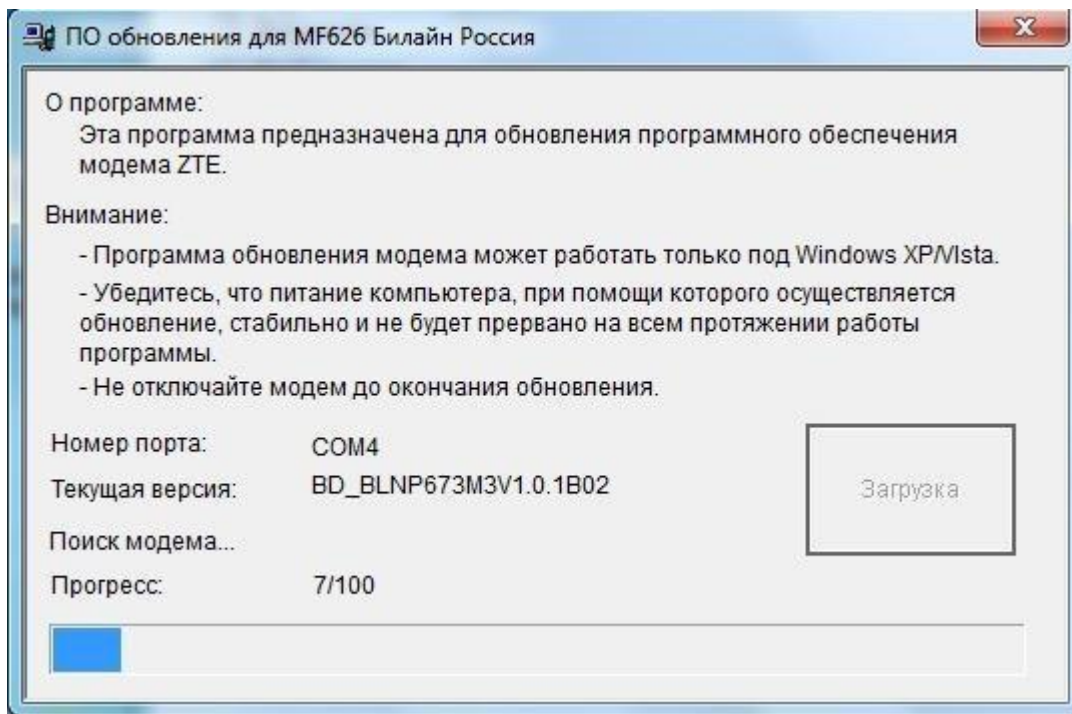 ПО обновления для MF626 Билайн Россия
О программе:
Эта программа предназначена для обновления программного обеспечения
модема ZTE.
Внимание:
- Программа обновления модема может работать только под Windows XP/VIsta.
- Убедитесь, что питание компьютера, при помощи которого осуществляется
обновление, стабильно и не будет прервано на всем протяжении работы
программы.
- Не отключайте модем до окончания обновления.
Номер порта: COM4
Текущая версия: BD_BLNP673M3V1.0.1B02
Загрузка
Поиск модема...
Прогресс: 7/100